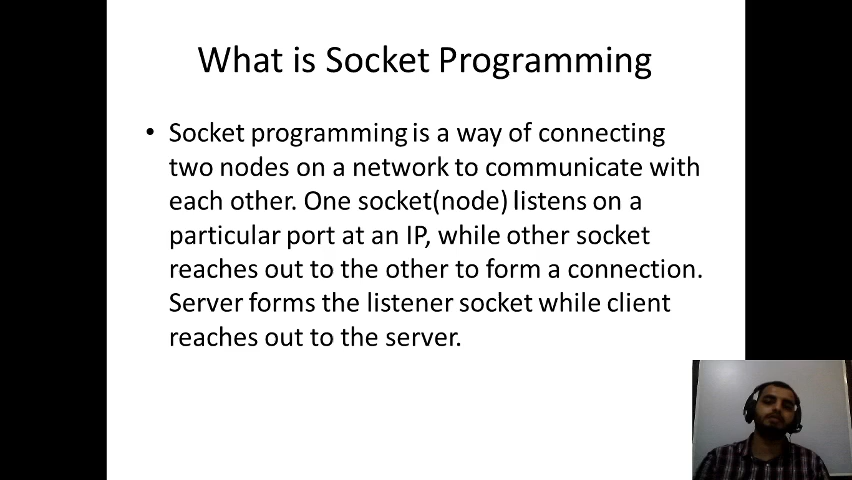 What is Socket Programming
• Socket programming is a way of connecting
two nodes on a network to communicate with
each other. One socket(node) listens on a
particular port at an IP, while other socket
reaches out to the other to form a connection.
Server forms the listener socket while client
reaches out to the server.